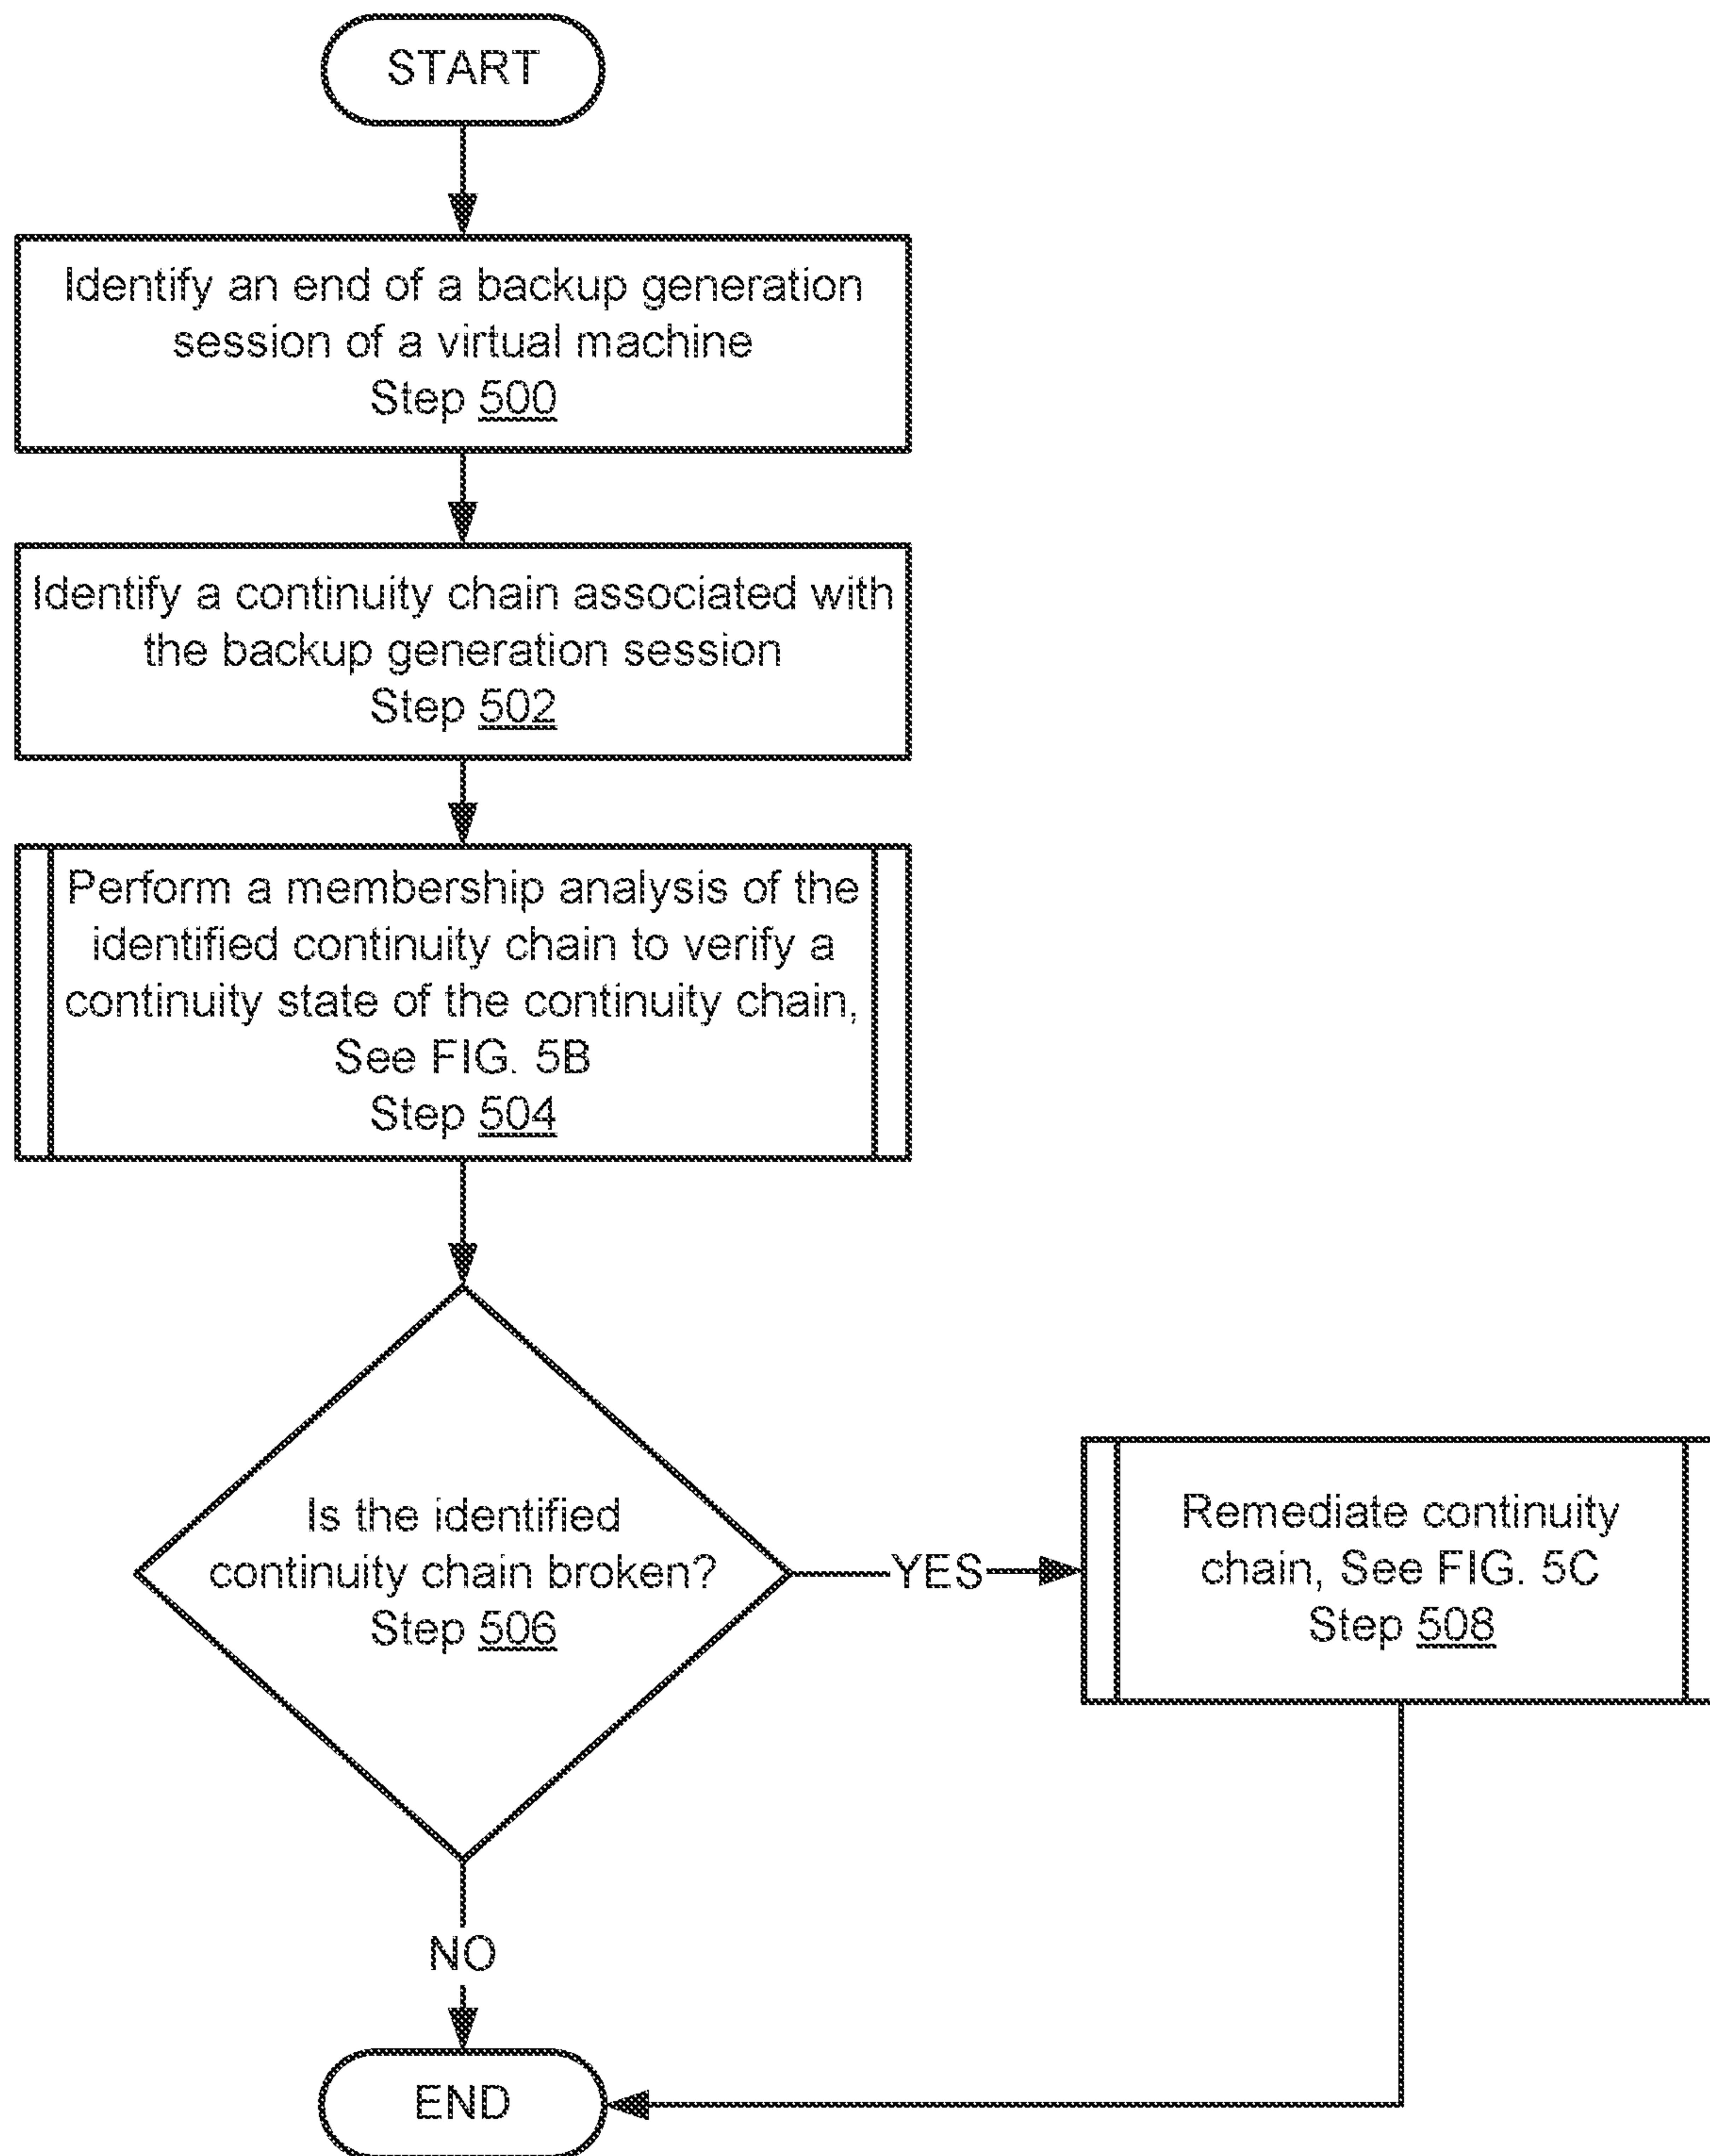 START
Identify an end of a backup generation
session of a virtual machine
Step 500
Identify a continuity chain associated with
the backup generation session
Step 502
Perform a membership analysis of the
identified continuity chain to verify a
continuity state of the continuity chain,
See FIG. 5B
Step 504
Is the identified
continuity chain broken?
Step 506
YES
Remediate continuity
chain, See FIG. 5C
Step 508
NO
END